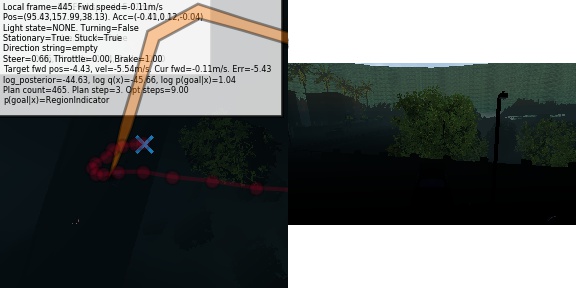 Local frame=445. Fwd speed=-0.11m/s
Pos=(95.43,157.99,38.13). Acc=(-0.41,0.12,-0.04)
Light state=NONE. Turning=False
Stationary=True. Stuck=True
Direction string=empty
Steer=0.66, Throttle=0.00, Brake=1.00
Target fwd pos=-4.43, vel=-5.54m/s. Cur fwd=-0.11m/s. Err=-5.43
log_posterior=-44.63, log q(x)=-45.66, log p(goal|x)=1.04
Plan count=465. Plan step=3. Opt steps=9.00
p(goal|x)=RegionIndicator